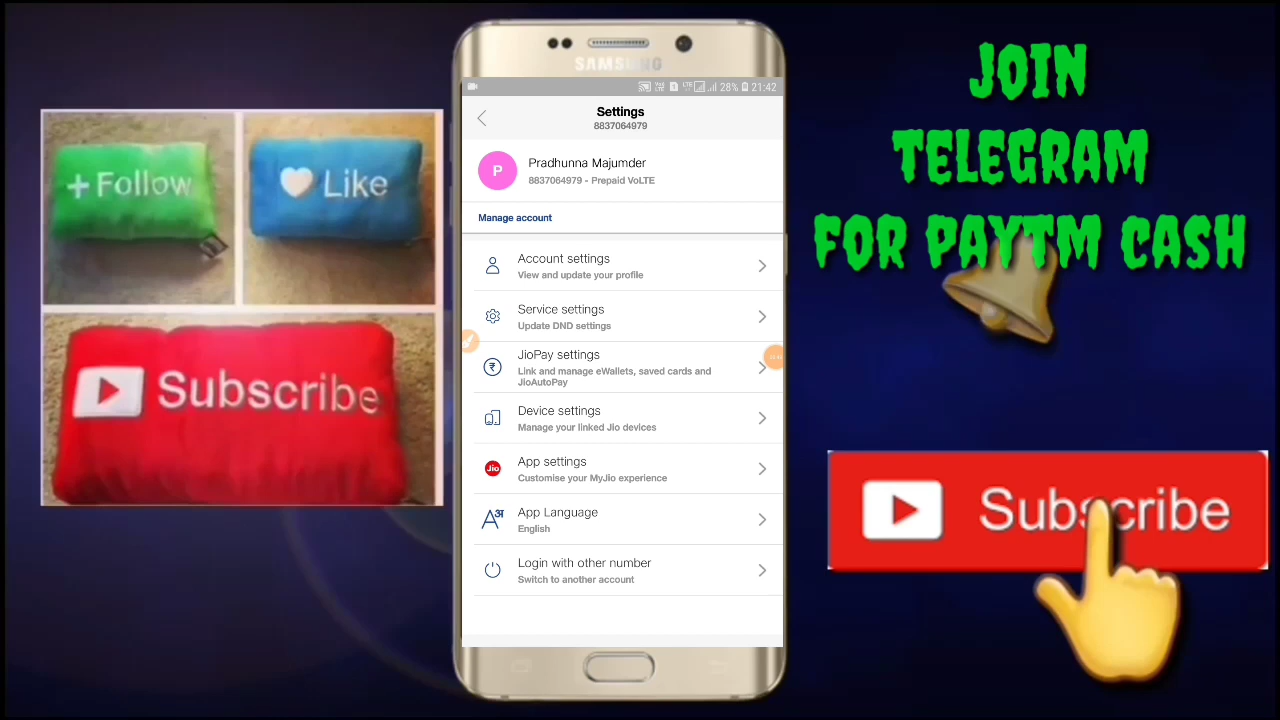 + Follow
Like
Subscribe
SAMSUNG
28% 21:42
Settings
8837064979
P
Pradhunna Majumder
8837064979 - Prepaid VoLTE
Manage account
Account settings
View and update your profile
Service settings
Update DND settings
JioPay settings
Link and manage eWallets, saved cards and
JioAutoPay
Device settings
Manage your linked Jio devices
Jio
App settings
Customise your MyJio experience
A अ
App Language
English
Login with other number
Switch to another account
JOIN
TELEGRAM
FOR PAYTM CASH
Subscribe